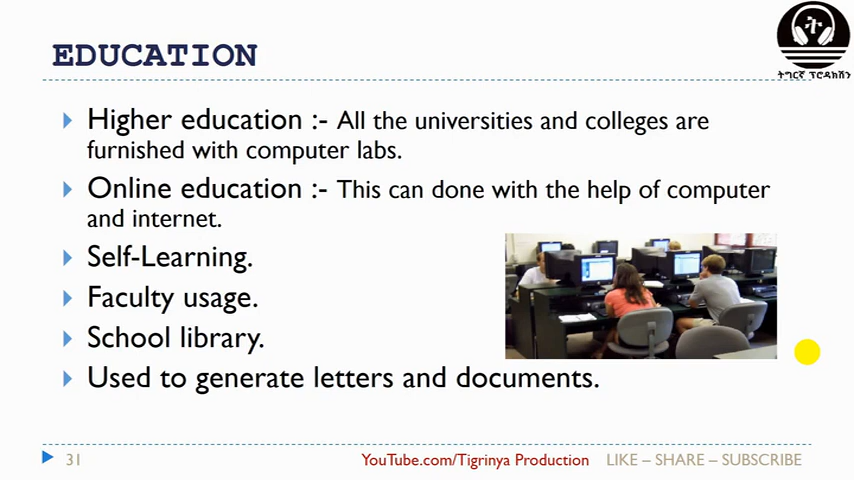 ት
ትግርኛ ፕሮዳክሽን
EDUCATION
Higher education :- All the universities and colleges are
furnished with computer labs.
Online education :- This can done with the help of computer
and internet.
Self-Learning.
Faculty usage.
School library.
Used to generate letters and documents.
31
YouTube.com/Tigrinya Production LIKE – SHARE – SUBSCRIBE